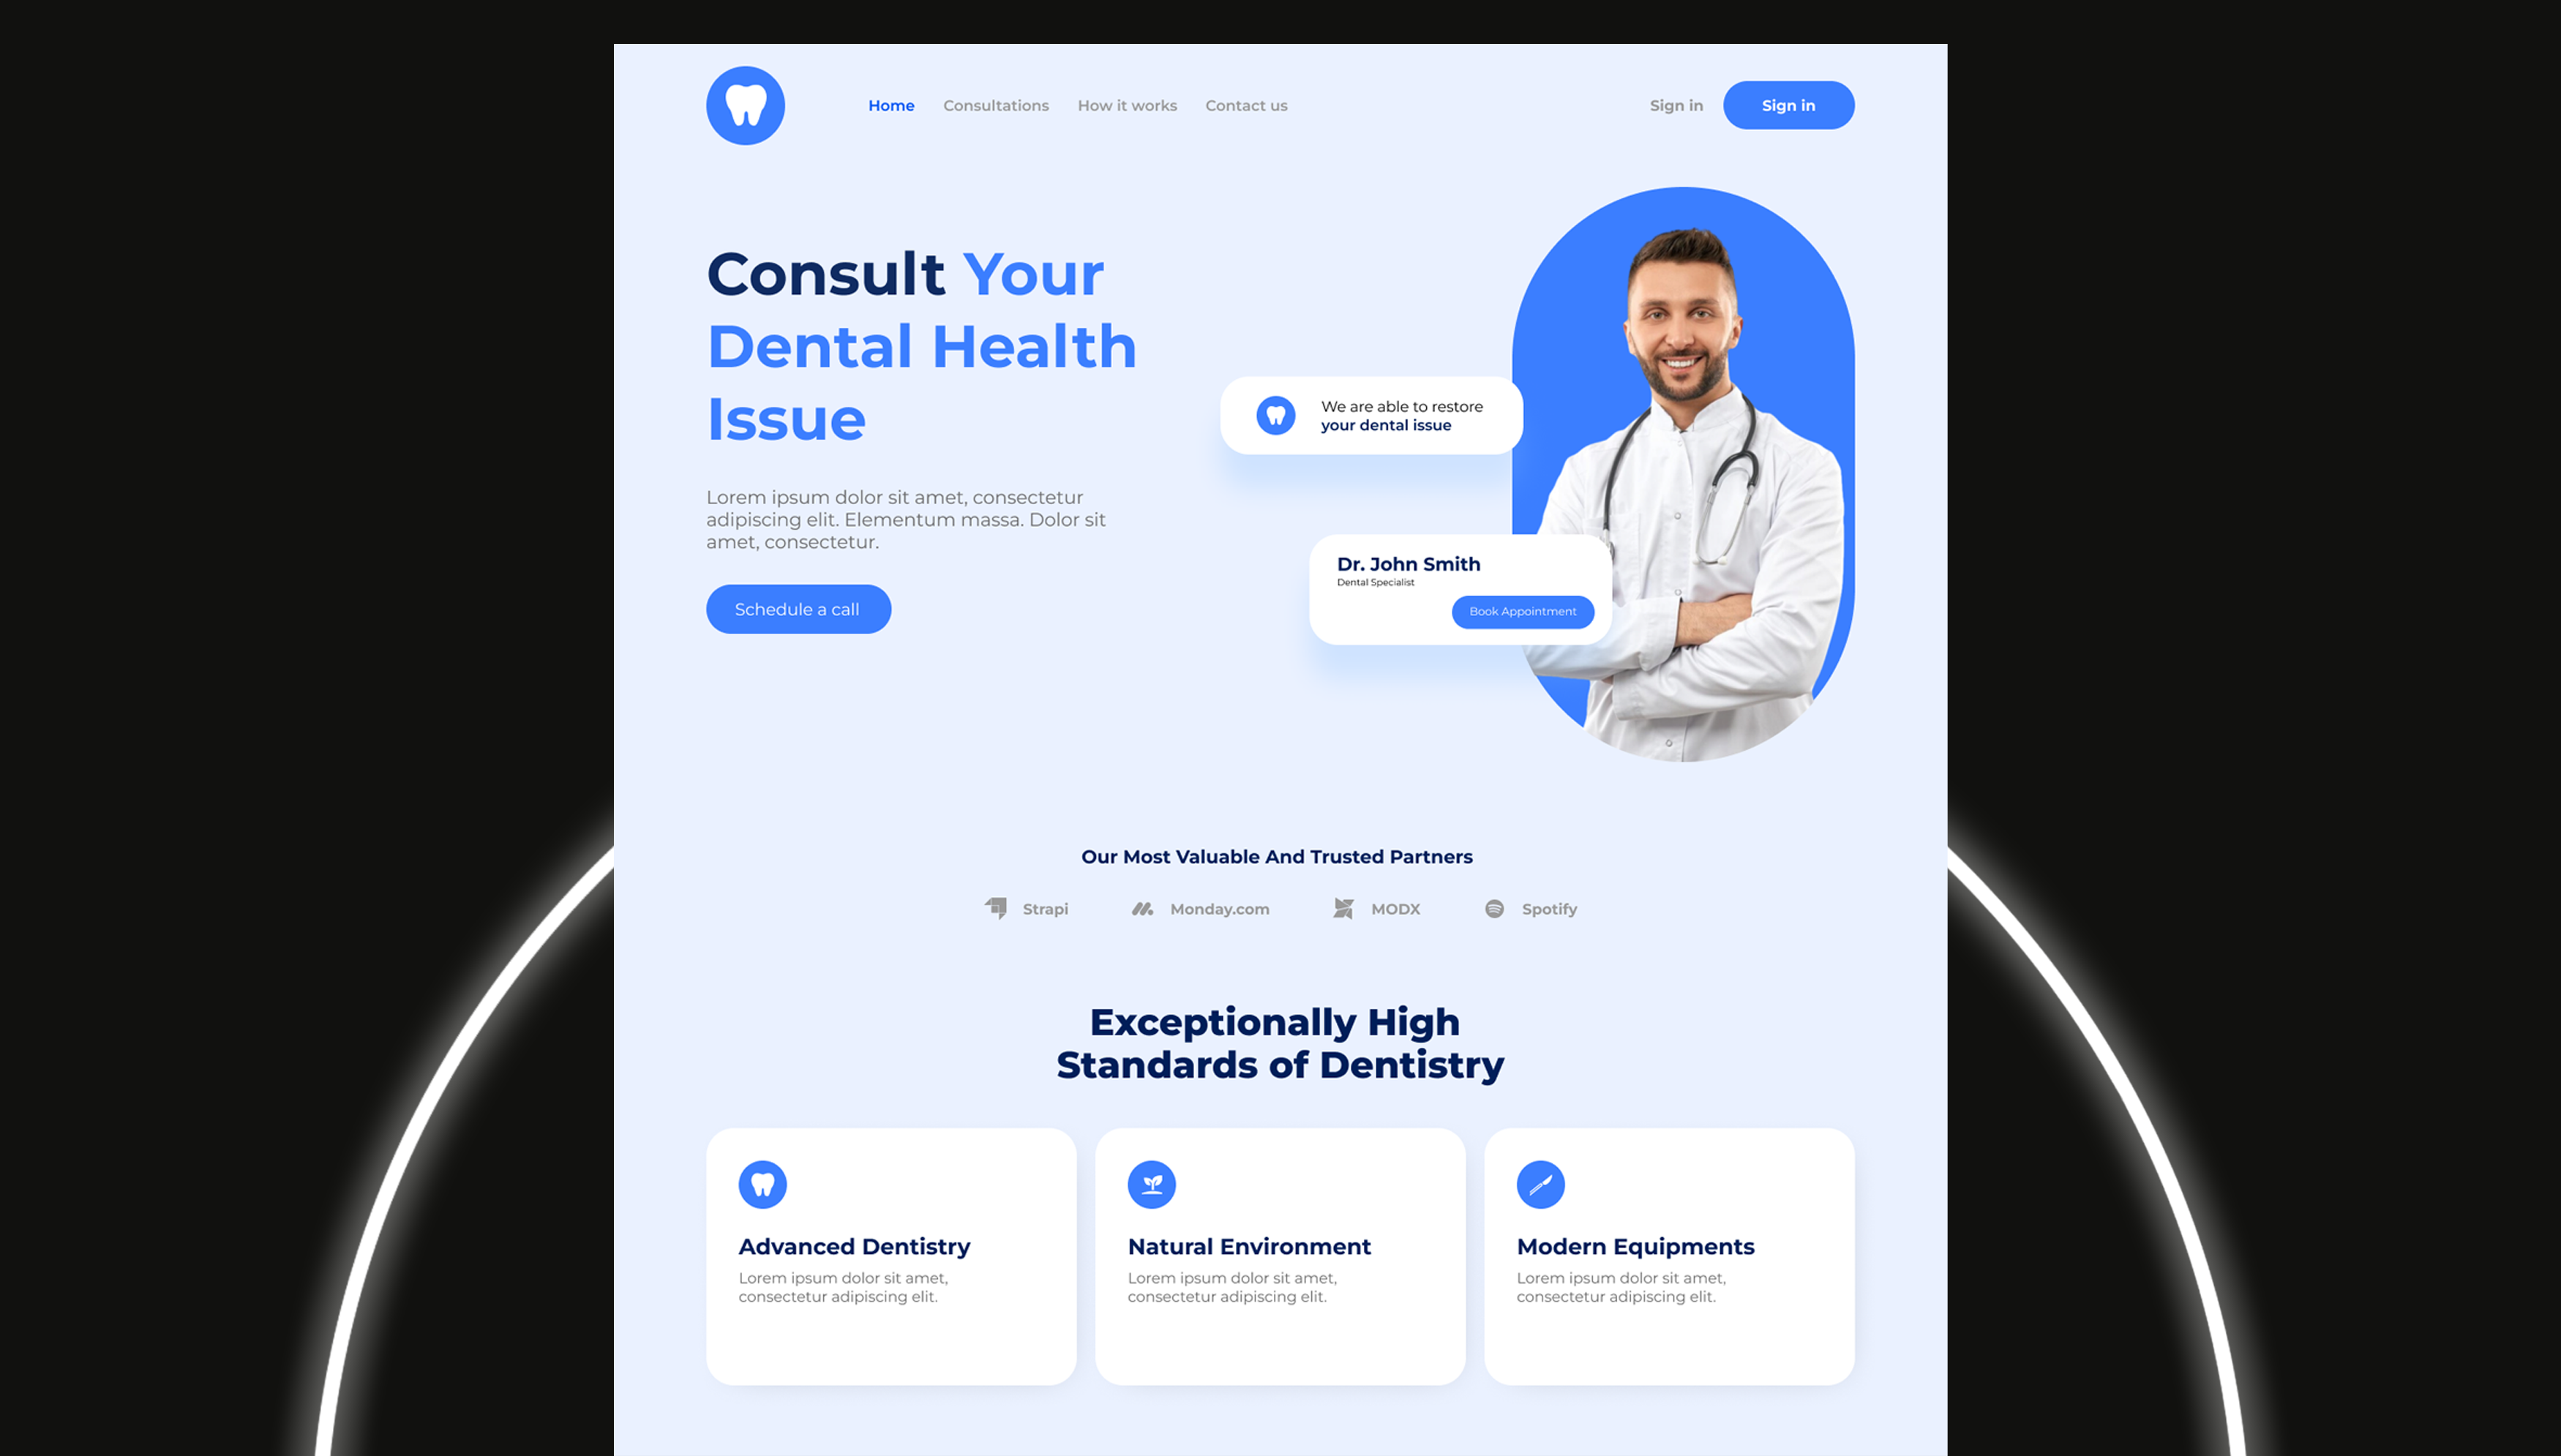 Home Consultations How it works Contact us Sign in Sign in
Consult Your
Dental Health
Issue
Lorem ipsum dolor sit amet, consectetur
adipiscing elit. Elementum massa. Dolor sit
amet, consectetur.
Schedule a call
We are able to restore
your dental issue
Dr. John Smith
Dental Specialist
Book Appointment
Our Most Valuable And Trusted Partners
Strapi Monday.com MODX Spotify
Exceptionally High
Standards of Dentistry
Advanced Dentistry
Lorem ipsum dolor sit amet,
consectetur adipiscing elit.
Natural Environment
Lorem ipsum dolor sit amet,
consectetur adipiscing elit.
Modern Equipments
Lorem ipsum dolor sit amet,
consectetur adipiscing elit.